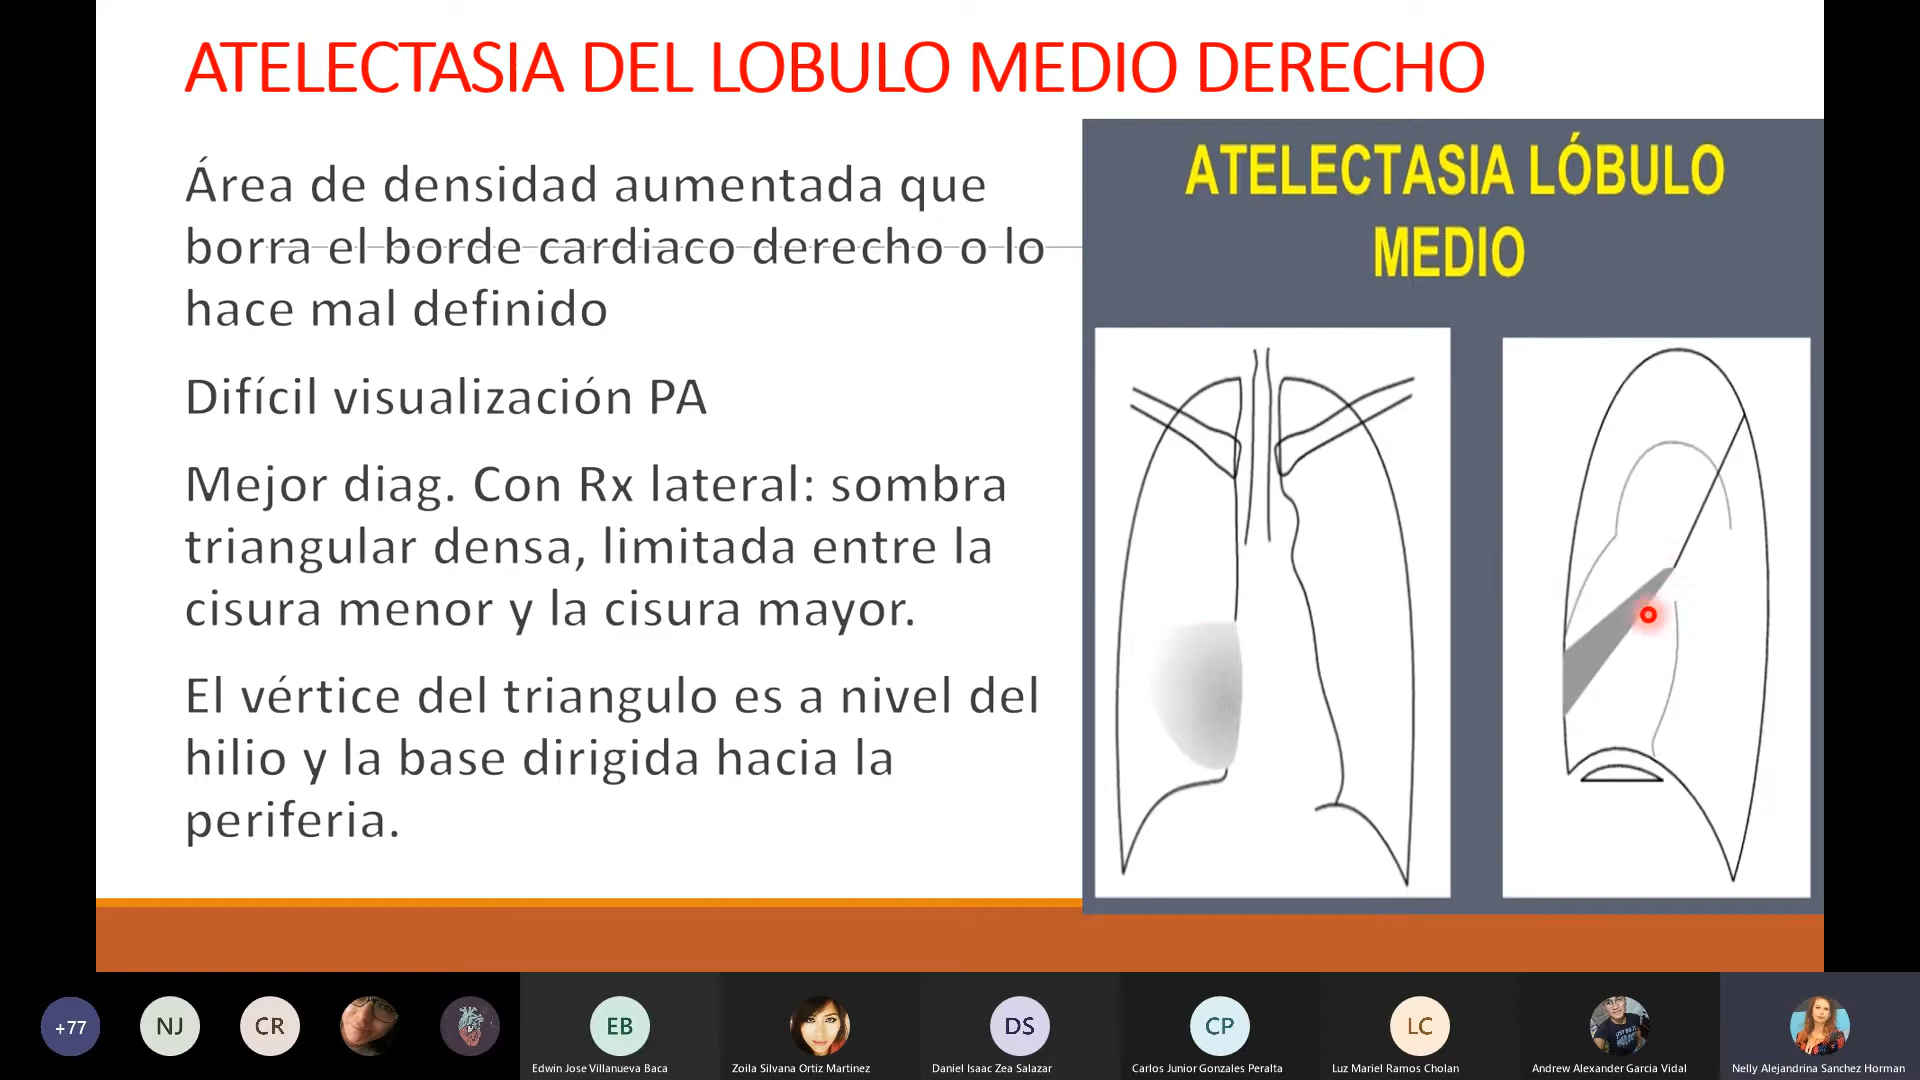 ATELECTASIA DEL LOBULO MEDIO DERECHO
Área de densidad aumentada que
borra el borde cardiaco derecho o lo
hace mal definido
Difícil visualización PA
Mejor diag. Con Rx lateral: sombra
triangular densa, limitada entre la
cisura menor y la cisura mayor.
El vértice del triangulo es a nivel del
hilio y la base dirigida hacia la
periferia.
ATELECTASIA LÓBULO
MEDIO
+77
NJ
CR
EB
DS
CP
LC
Edwin Jose Villanueva Baca
Zoila Silvana Ortiz Martinez
Daniel Isaac Zea Salazar
Carlos Junior Gonzales Peralta
Luz Mariel Ramos Cholan
Andrew Alexander Garcia Vidal
Nelly Alejandrina Sanchez Horman